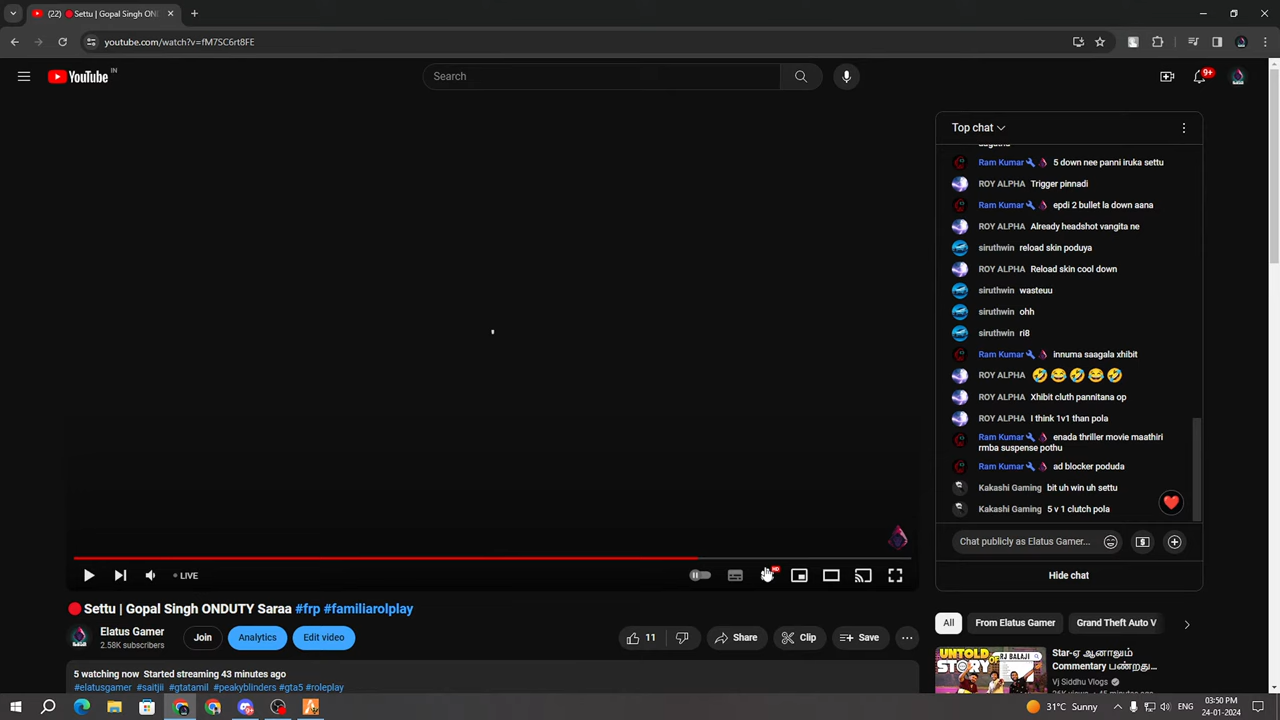 (22) 🔴Settu | Gopal Singh ON
youtube.com/watch?v=fM7SC6rt8FE
YouTube IN
Search
9+
Top chat
Ram Kumar 5 down nee panni iruka settu
ROY ALPHA Trigger pinnadi
Ram Kumar epdi 2 bullet la down aana
ROY ALPHA Already headshot vangita ne
siruthwin reload skin poduya
ROY ALPHA Reload skin cool down
siruthwin wasteuu
siruthwin ohh
siruthwin ri8
Ram Kumar innuma saagala xhibit
ROY ALPHA 🤣😂🤣😂🤣
ROY ALPHA Xhibit cluth pannitana op
ROY ALPHA I think 1v1 than pola
Ram Kumar enada thriller movie maathiri
rmba suspense pothu
Ram Kumar ad blocker poduda
Kakashi Gaming bit uh win uh settu
Kakashi Gaming 5 v 1 clutch pola
Chat publicly as Elatus Gamer...
Hide chat
LIVE
HD
🔴Settu | Gopal Singh ONDUTY Saraa #frp #familiarolplay
Elatus Gamer
2.58K subscribers
Join
Analytics
Edit video
11
Share
Clip
Save
5 watching now Started streaming 43 minutes ago
#elatusgamer #saitjii #gtatamil #peakyblinders #gta5 #roleplay
All
From Elatus Gamer
Grand Theft Auto V
UNTOLD
STORY
RJ BALAJI
Star-ஏ ஆனாலும்
Commentary பண்றது...
Vj Siddhu Vlogs
31°C Sunny
ENG
03:50 PM
24-01-2024